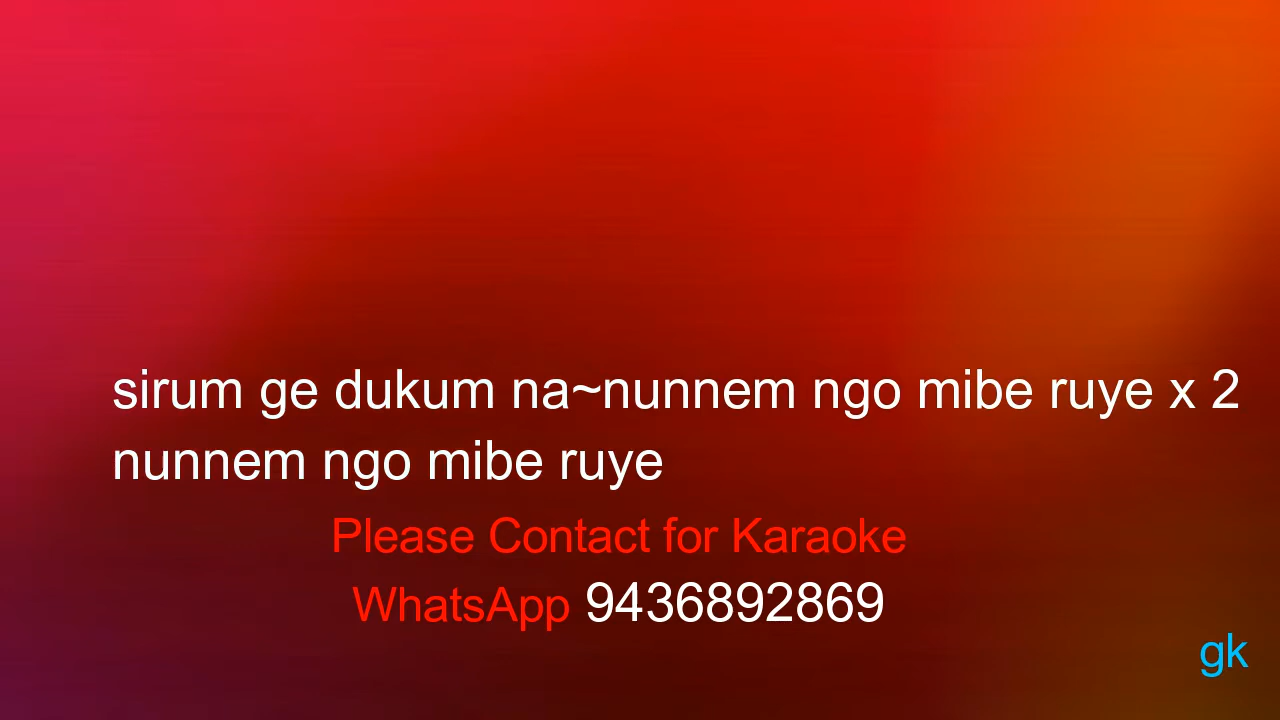 sirum ge dukum na~nunnem ngo mibe ruye x 2
nunnem ngo mibe ruye
Please Contact for Karaoke
WhatsApp 9436892869
gk